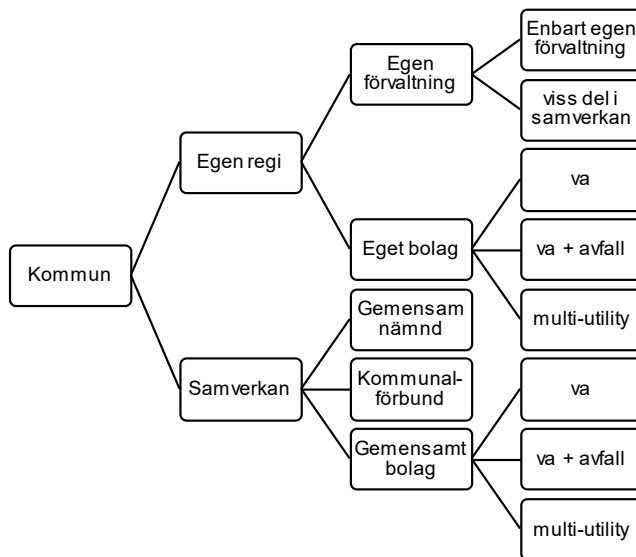 Enbart egen
förvaltning
Egen
förvaltning
viss del i
samverkan
Egen regi
va
Eget bolag
va + avfall
Kommun
multi-utility
Gemensam
nämnd
Samverkan
Kommunal-
förbund
va
Gemensamt
bolag
va + avfall
multi-utility